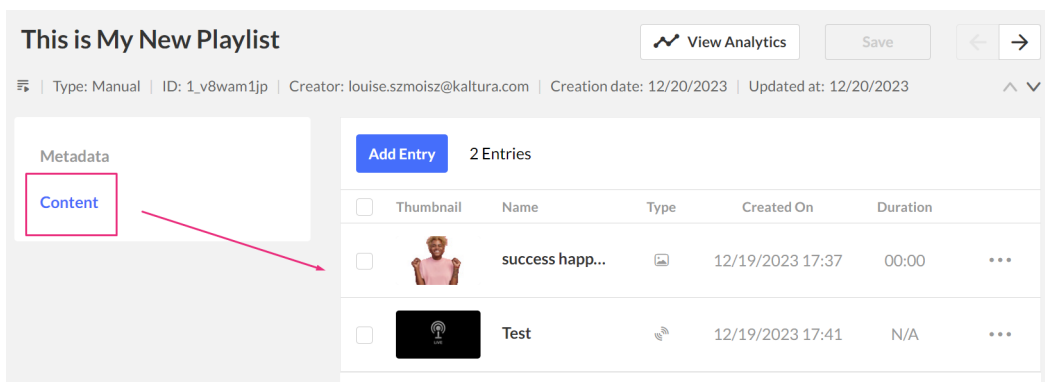 This is My New Playlist
View Analytics
Save
Type: Manual | ID: 1_v8wam1jp | Creator: louise.szmoisz@kaltura.com | Creation date: 12/20/2023 | Updated at: 12/20/2023
Metadata
Content
Add Entry 2 Entries
Thumbnail Name Type Created On Duration
success happ... 12/19/2023 17:37 00:00
LIVE
Test 12/19/2023 17:41 N/A